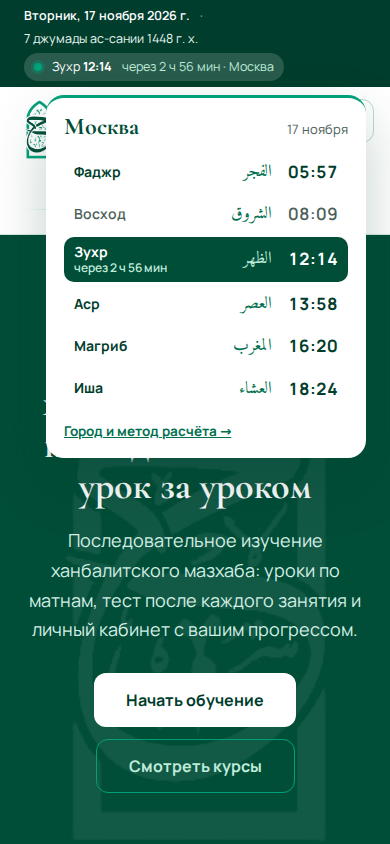 Вторник, 17 ноября 2026 г. ·
7 джумады ас-сании 1448 г. х.
Зухр 12:14 через 2 ч 56 мин · Москва
Москва 17 ноября
Фаджр الفجر 05:57
Восход الشروق 08:09
Зухр الظهر 12:14
через 2 ч 56 мин
Аср العصر 13:58
Магриб المغرب 16:20
Иша العشاء 18:24
Город и метод расчёта →
урок за уроком
Последовательное изучение
ханбалитского мазхаба: уроки по
матнам, тест после каждого занятия и
личный кабинет с вашим прогрессом.
Начать обучение
Смотреть курсы